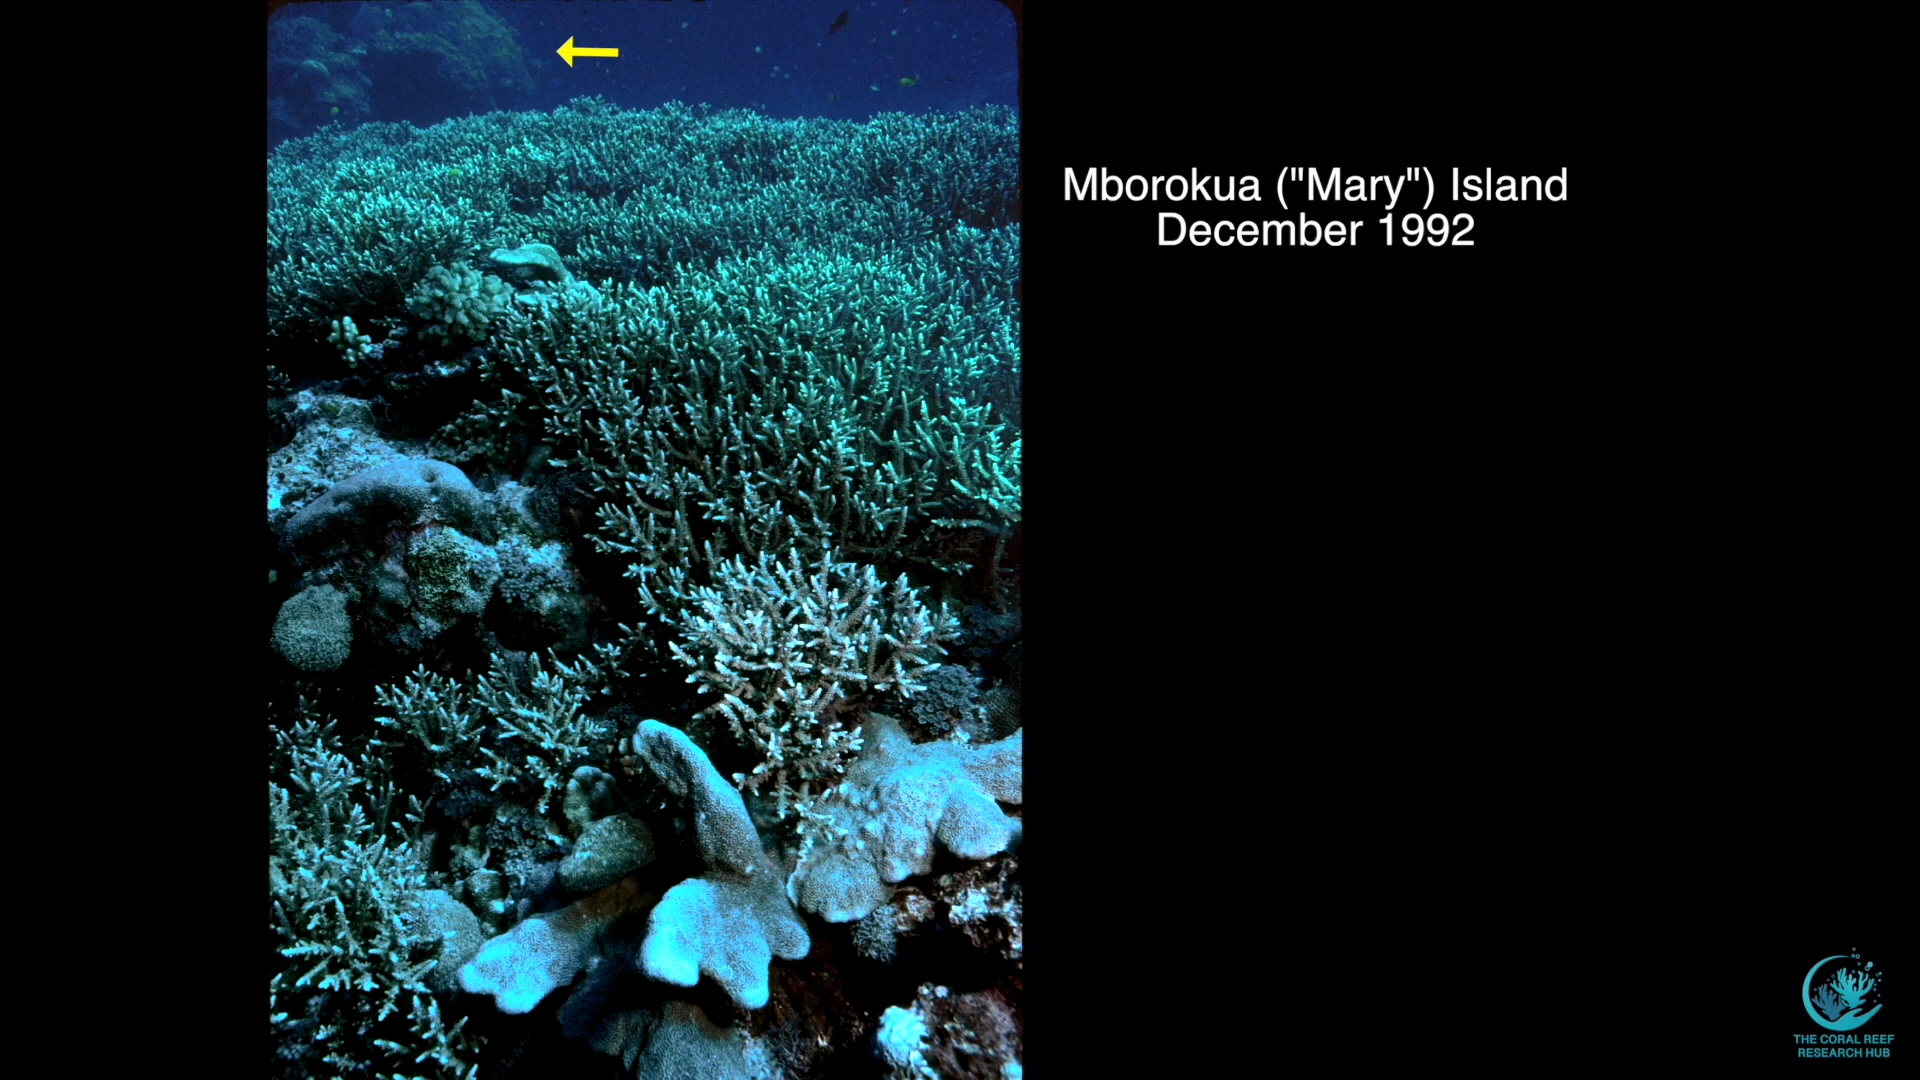 Mborokua ("Mary") Island
December 1992
THE CORAL REEF
RESEARCH HUB